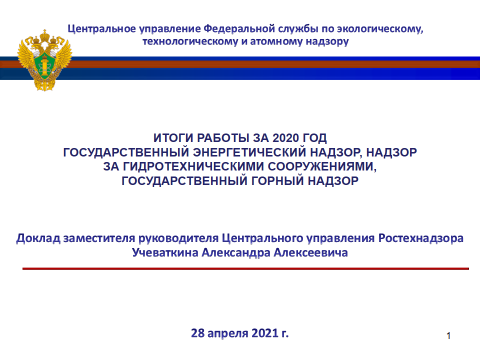 Центральное управление Федеральной службы по экологическому,
технологическому и атомному надзору
ИТОГИ РАБОТЫ ЗА 2020 ГОД
ГОСУДАРСТВЕННЫЙ ЭНЕРГЕТИЧЕСКИЙ НАДЗОР, НАДЗОР
ЗА ГИДРОТЕХНИЧЕСКИМИ СООРУЖЕНИЯМИ,
ГОСУДАРСТВЕННЫЙ ГОРНЫЙ НАДЗОР
Доклад заместителя руководителя Центрального управления Ростехнадзора
Учеваткина Александра Алексеевича
28 апреля 2021 г.
1